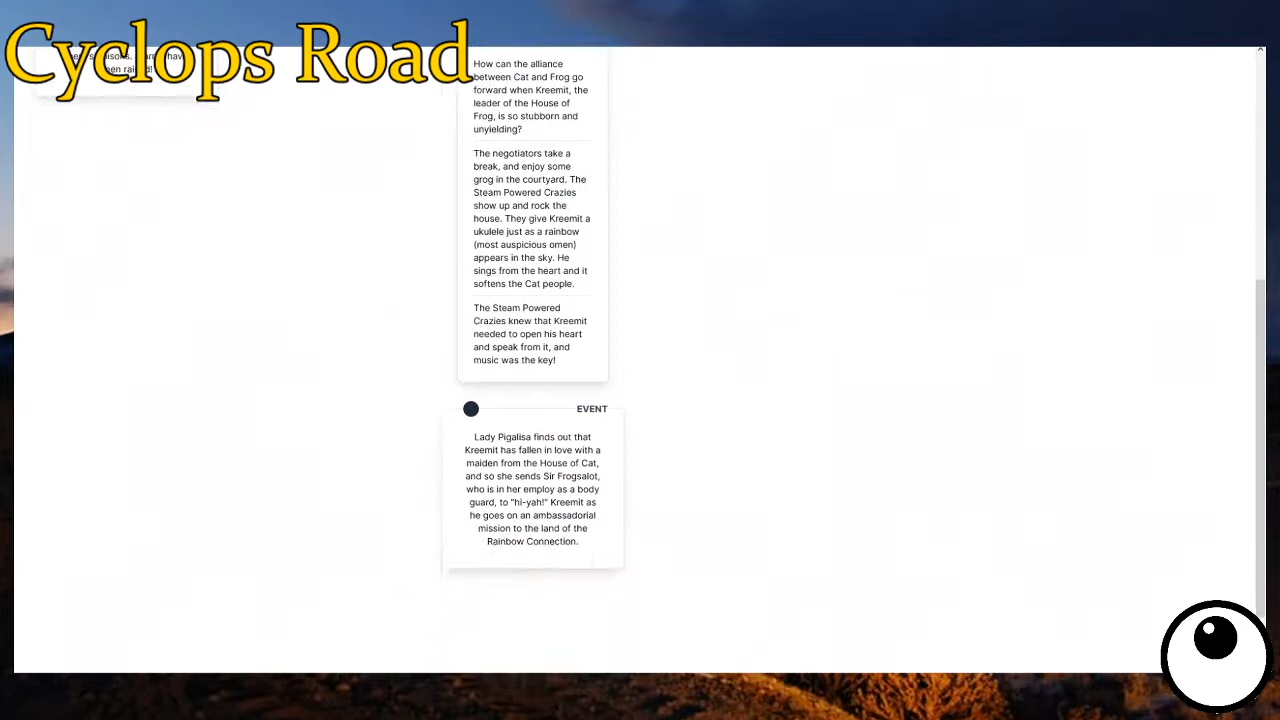 Cyclops Road
How can the alliance
between Cat and Frog go
forward when Kreemit, the
leader of the House of
Frog, is so stubborn and
unyielding?
The negotiators take a
break, and enjoy some
grog in the courtyard. The
Steam Powered Crazies
show up and rock the
house. They give Kreemit a
ukulele just as a rainbow
(most auspicious omen)
appears in the sky. He
sings from the heart and it
softens the Cat people.
The Steam Powered
Crazies knew that Kreemit
needed to open his heart
and speak from it, and
music was the key!
EVENT
Lady Pigalisa finds out that
Kreemit has fallen in love with a
maiden from the House of Cat,
and so she sends Sir Frogsalot,
who is in her employ as a body
guard, to "hi-yah!" Kreemit as
he goes on an ambassadorial
mission to the land of the
Rainbow Connection.